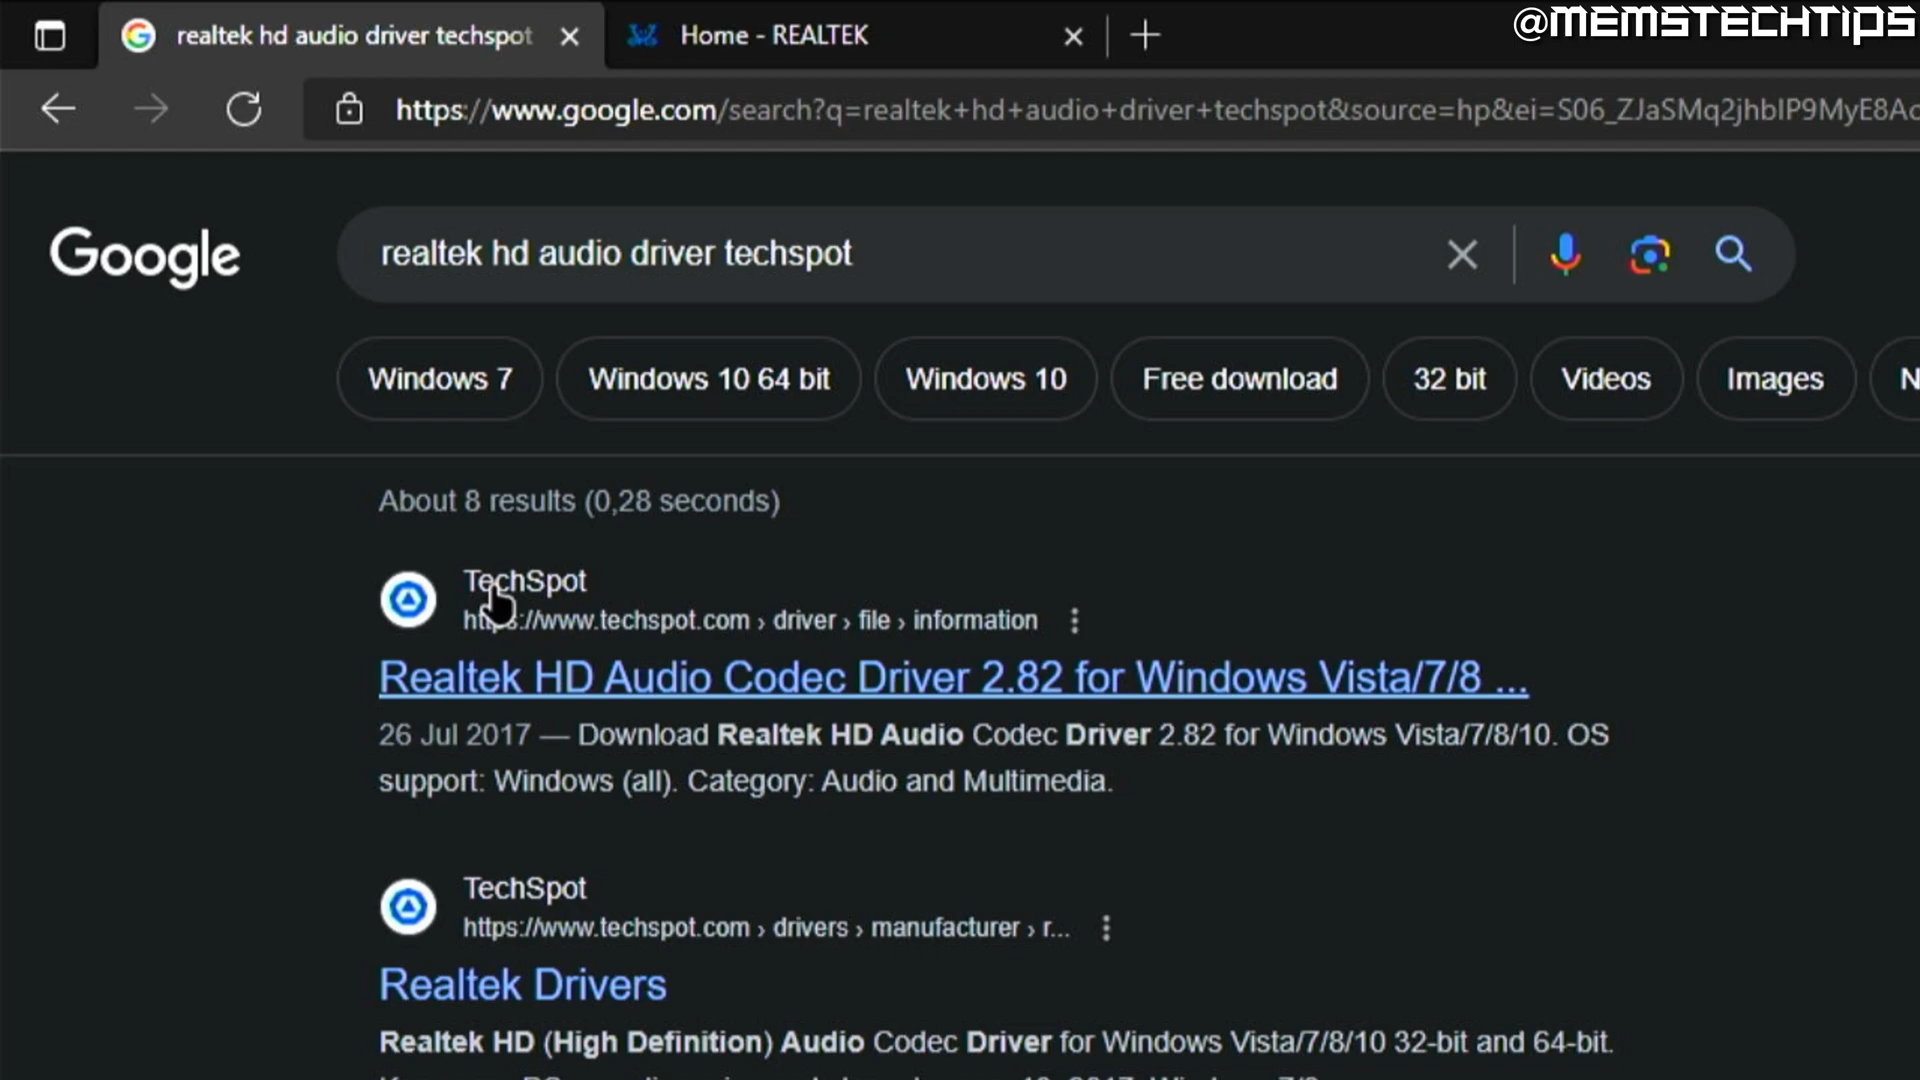 @MEMSTECHTIPS
realtek hd audio driver techspot
Home - REALTEK
https://www.google.com/search?q=realtek+hd+audio+driver+techspot&source=hp&ei=S06_ZJaSMq2jhbIP9MyE8Ac
Google
realtek hd audio driver techspot
Windows 7
Windows 10 64 bit
Windows 10
Free download
32 bit
Videos
Images
N
About 8 results (0,28 seconds)
TechSpot
https://www.techspot.com › driver › file › information
Realtek HD Audio Codec Driver 2.82 for Windows Vista/7/8 ...
26 Jul 2017 — Download Realtek HD Audio Codec Driver 2.82 for Windows Vista/7/8/10. OS
support: Windows (all). Category: Audio and Multimedia.
TechSpot
https://www.techspot.com › drivers › manufacturer › r...
Realtek Drivers
Realtek HD (High Definition) Audio Codec Driver for Windows Vista/7/8/10 32-bit and 64-bit.